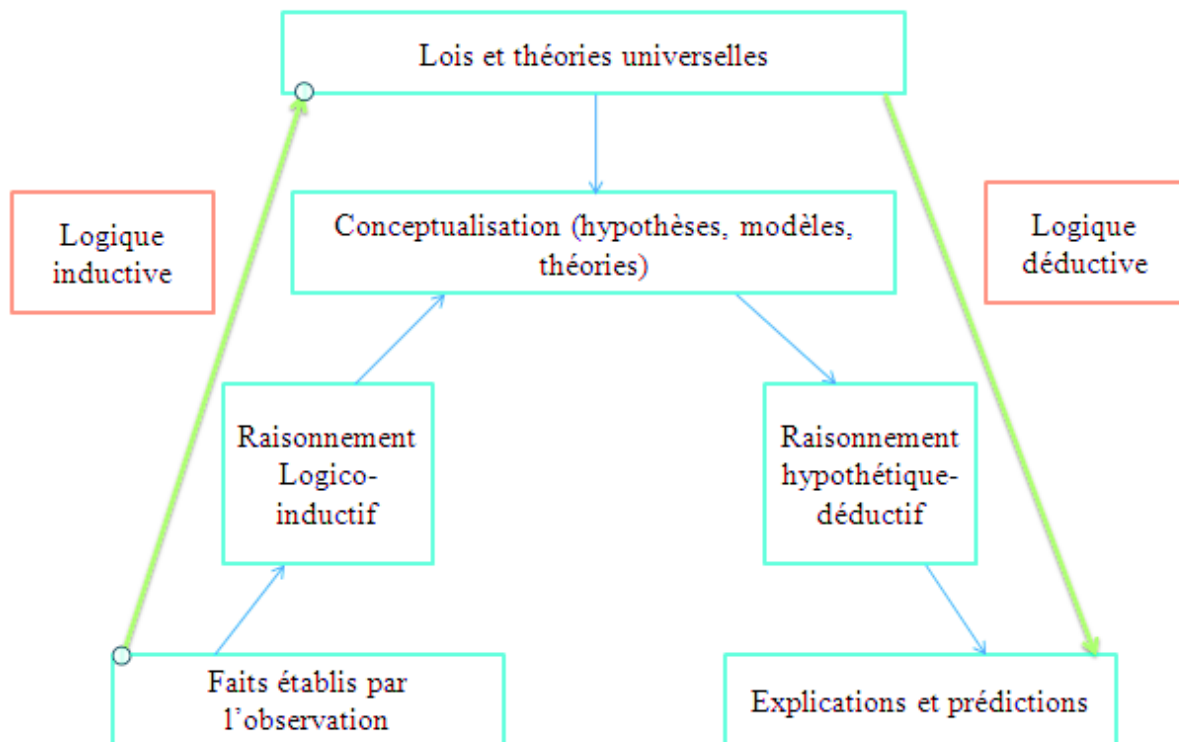 Lois et théories universelles
Logique
inductive
Conceptualisation (hypothèses, modèles,
théories)
Logique
déductive
Raisonnement
Logico-
inductif
Raisonnement
hypothétique-
déductif
Faits établis par
l’observation
Explications et prédictions